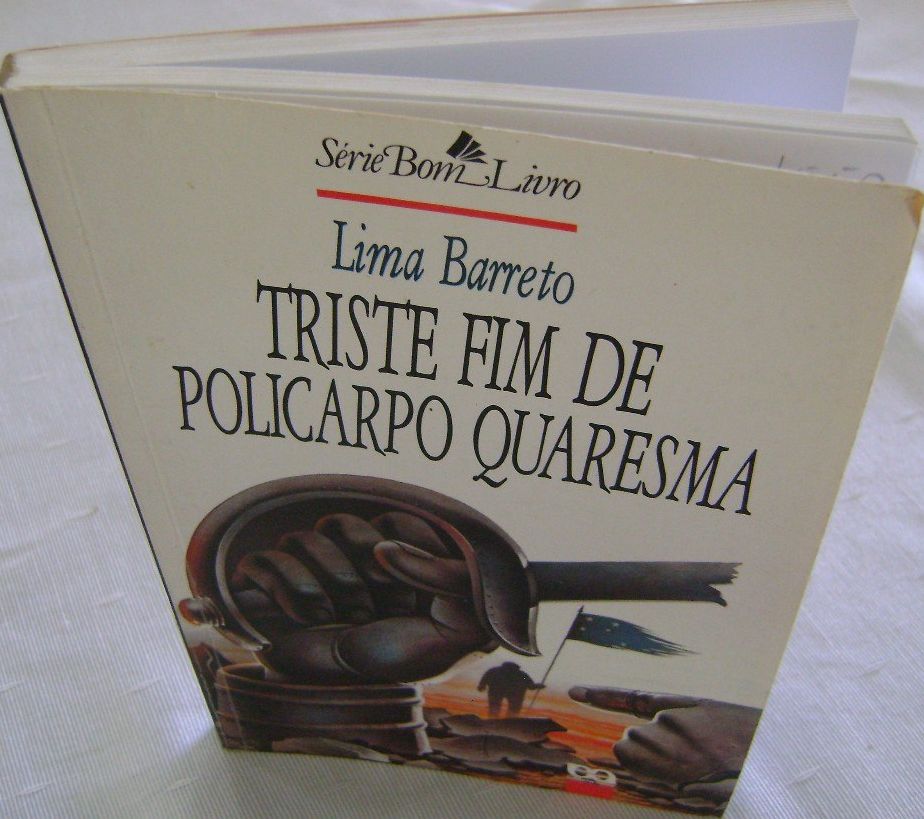 Série Bom Livro
Lima Barreto
TRISTE FIM DE
POLICARPO QUARESMA